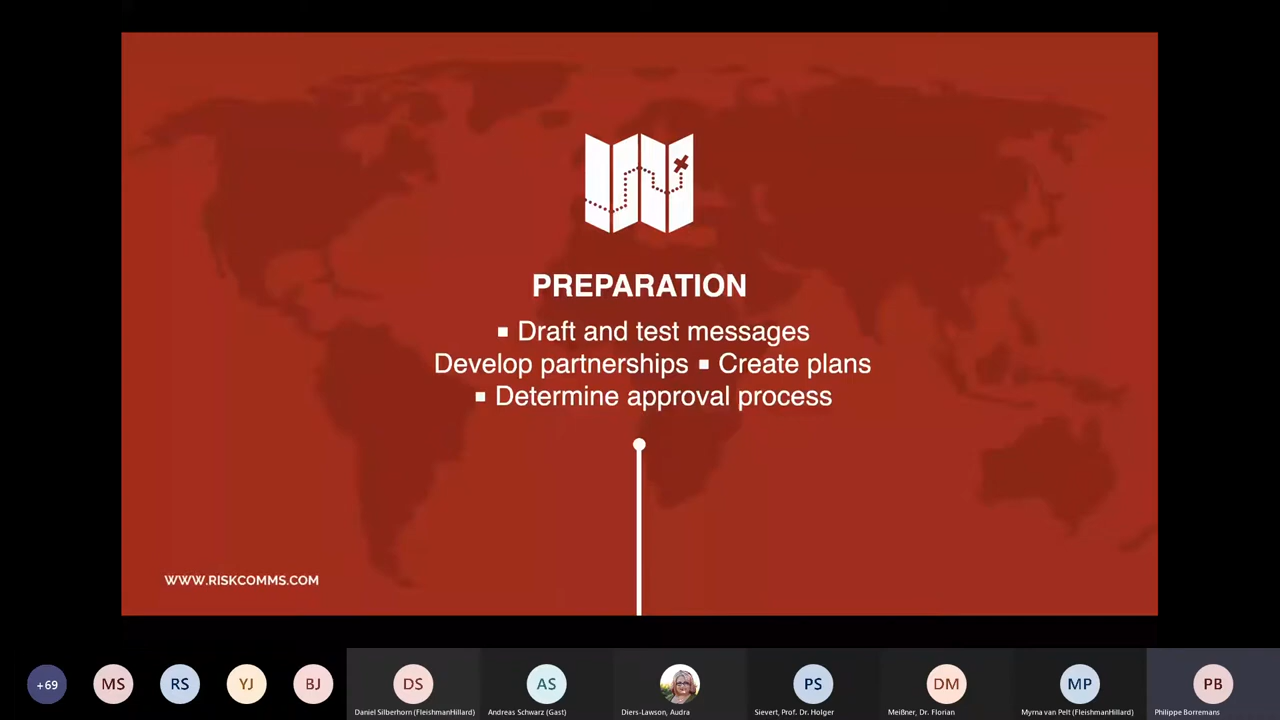 PREPARATION
▪ Draft and test messages
Develop partnerships ▪ Create plans
▪ Determine approval process
WWW.RISKCOMMS.COM
+69
MS
RS
YJ
BJ
DS
AS
PS
DM
MP
PB
Daniel Silberhorn (FleishmanHillard)
Andreas Schwarz (Gast)
Diers-Lawson, Audra
Sievert, Prof. Dr. Holger
Meißner, Dr. Florian
Myrna van Pelt (FleishmanHillard)
Philippe Borremans